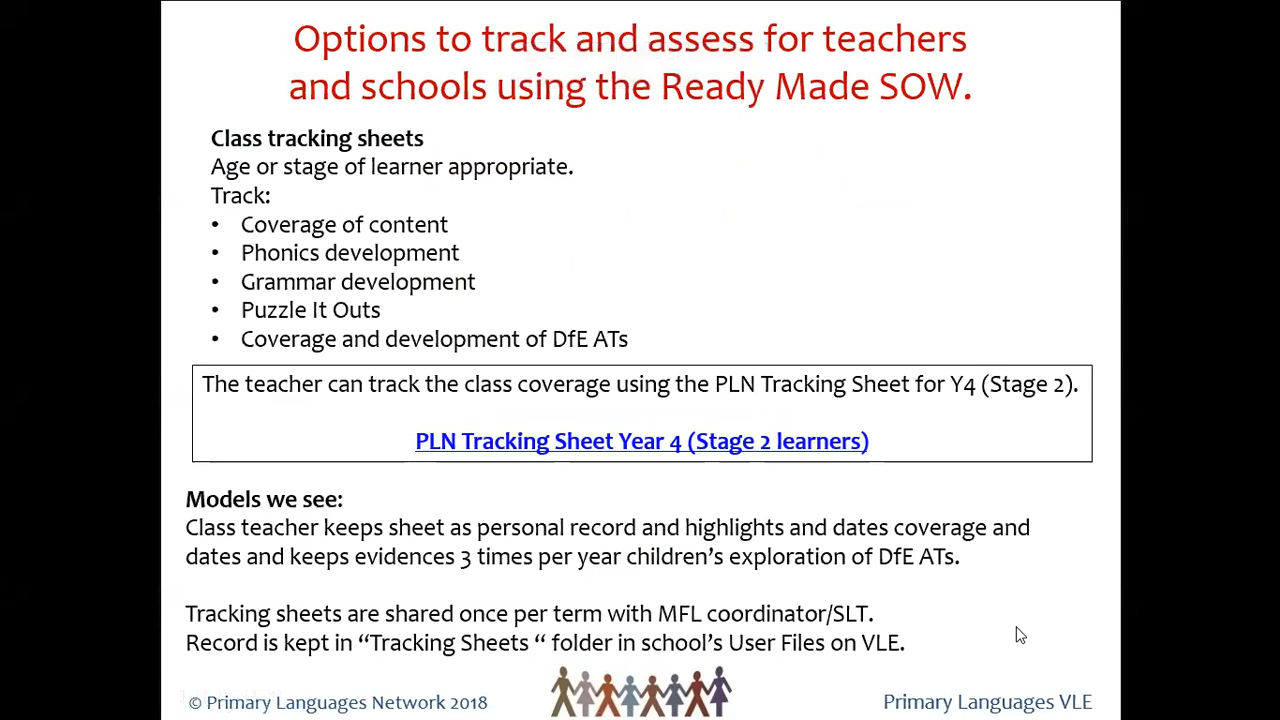 Options to track and assess for teachers
and schools using the Ready Made SOW.
Class tracking sheets
Age or stage of learner appropriate.
Track:
• Coverage of content
• Phonics development
• Grammar development
• Puzzle It Outs
• Coverage and development of DfE ATs
The teacher can track the class coverage using the PLN Tracking Sheet for Y4 (Stage 2).
PLN Tracking Sheet Year 4 (Stage 2 learners)
Models we see:
Class teacher keeps sheet as personal record and highlights and dates coverage and
dates and keeps evidences 3 times per year children’s exploration of DfE ATs.
Tracking sheets are shared once per term with MFL coordinator/SLT.
Record is kept in “Tracking Sheets “ folder in school’s User Files on VLE.
© Primary Languages Network 2018
Primary Languages VLE